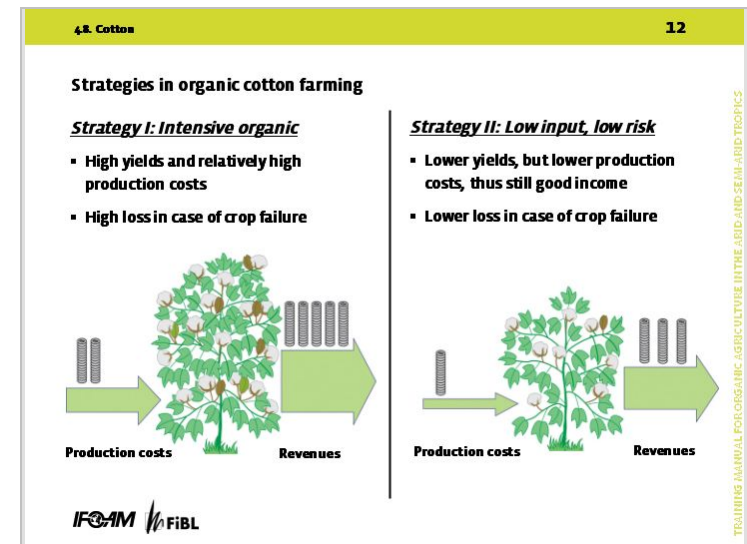 4.8. Cotton
12
Strategies in organic cotton farming
Strategy I: Intensive organic
▪ High yields and relatively high
production costs
▪ High loss in case of crop failure
Production costs
Revenues
Strategy II: Low input, low risk
▪ Lower yields, but lower production
costs, thus still good income
▪ Lower loss in case of crop failure
Production costs
Revenues
TRAINING MANUAL FOR ORGANIC AGRICULTURE IN THE ARID AND SEMI-ARID TROPICS
IFOAM FiBL